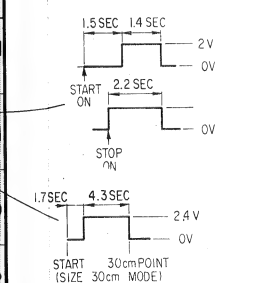 1.5 SEC 1.4 SEC
2V
0V
START
ON
2.2 SEC
0V
STOP
ON
1.7SEC 4.3SEC
2.4 V
0V
START 30cm POINT
(SIZE 30cm MODE)